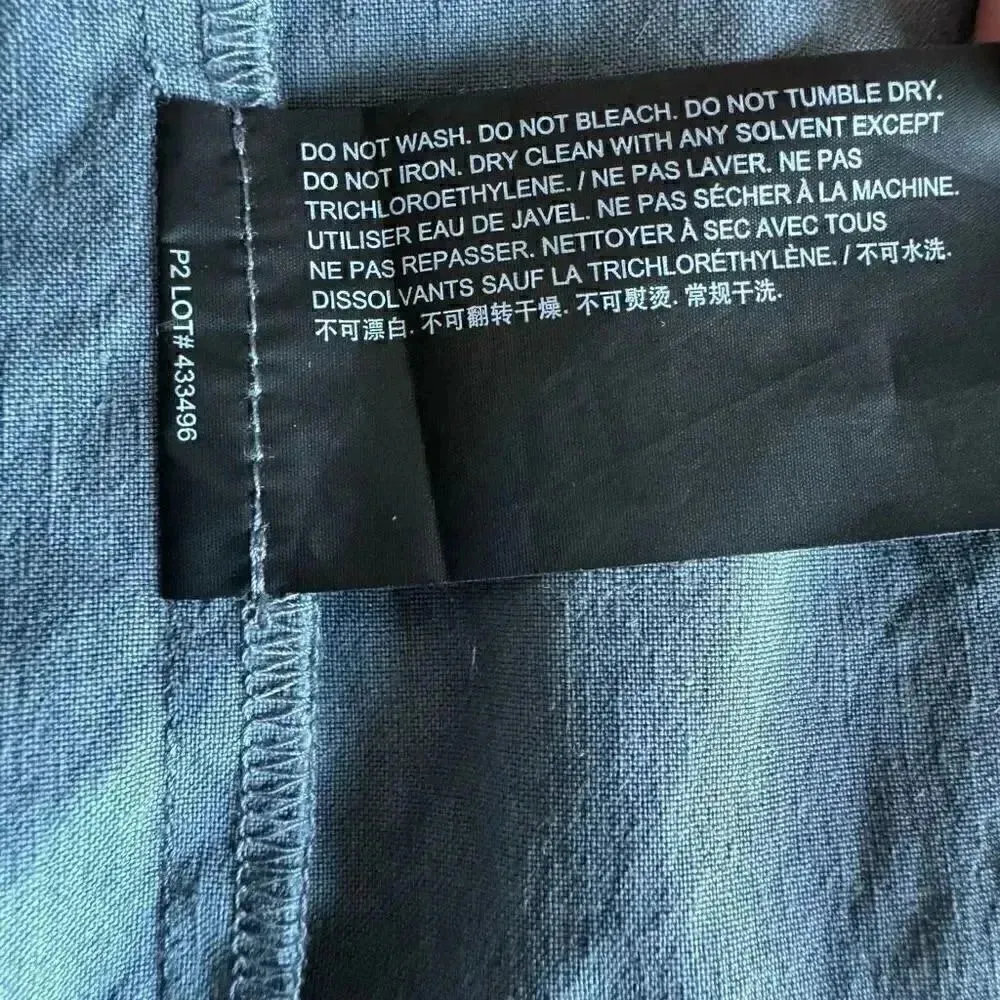 DO NOT WASH. DO NOT BLEACH. DO NOT TUMBLE DRY.
DO NOT IRON. DRY CLEAN WITH ANY SOLVENT EXCEPT
TRICHLOROETHYLENE. / NE PAS LAVER. NE PAS
UTILISER EAU DE JAVEL. NE PAS SÉCHER À LA MACHINE.
NE PAS REPASSER. NETTOYER À SEC AVEC TOUS
DISSOLVANTS SAUF LA TRICHLORÉTHYLÈNE. / 不可水洗.
不可漂白. 不可翻转干燥. 不可熨烫. 常规干洗.
P2 LOT# 433496